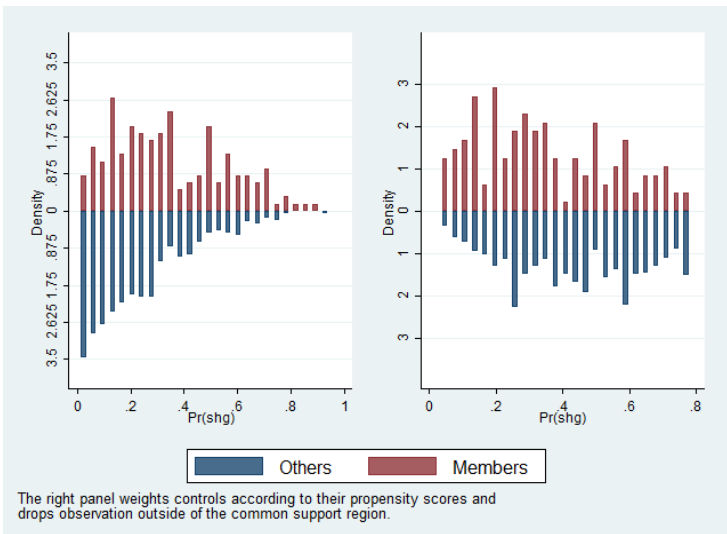 3.5
2.625
1.75
.875
0
.875
1.75
2.625
3.5
Density
0 .2 .4 .6 .8 1
Pr(shg)
3
2
1
0
1
2
3
Density
0 .2 .4 .6 .8
Pr(shg)
Others Members
The right panel weights controls according to their propensity scores and
drops observation outside of the common support region.